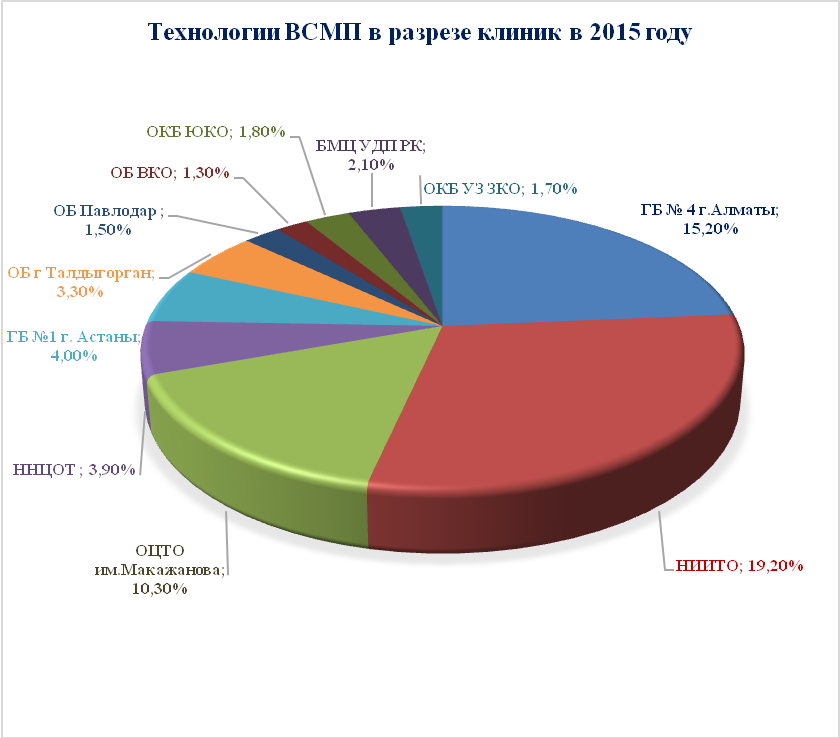 Технологии ВСМП в разрезе клиник в 2015 году
ОКБ ЮКО; 1,80%
БМЦ УДП РК;
2,10%
ОБ ВКО; 1,30%
ОКБ УЗ ЗКО; 1,70%
ГБ № 4 г.Алматы;
15,20%
ОБ Павлодар ;
1,50%
ОБ г Талдыгорган;
3,30%
ГБ №1 г. Астаны;
4,00%
ННЦОТ ; 3,90%
ОЦТО
им.Макажанова;
10,30%
НИИТО; 19,20%